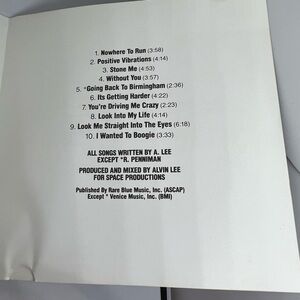 1. Nowhere To Run (3:58)
2. Positive Vibrations (4:14)
3. Stone Me (4:53)
4. Without You (3:57)
5. *Going Back To Birmingham (2:36)
6. Its Getting Harder (4:22)
7. You're Driving Me Crazy (2:23)
8. Look Into My Life (4:14)
9. Look Me Straight Into The Eyes (6:18)
10. I Wanted To Boogie (3:33)
ALL SONGS WRITTEN BY A. LEE
EXCEPT *R. PENNIMAN
PRODUCED AND MIXED BY ALVIN LEE
FOR SPACE PRODUCTIONS
Published By Rare Blue Music, Inc. (ASCAP)
Except * Venice Music, Inc. (BMI)